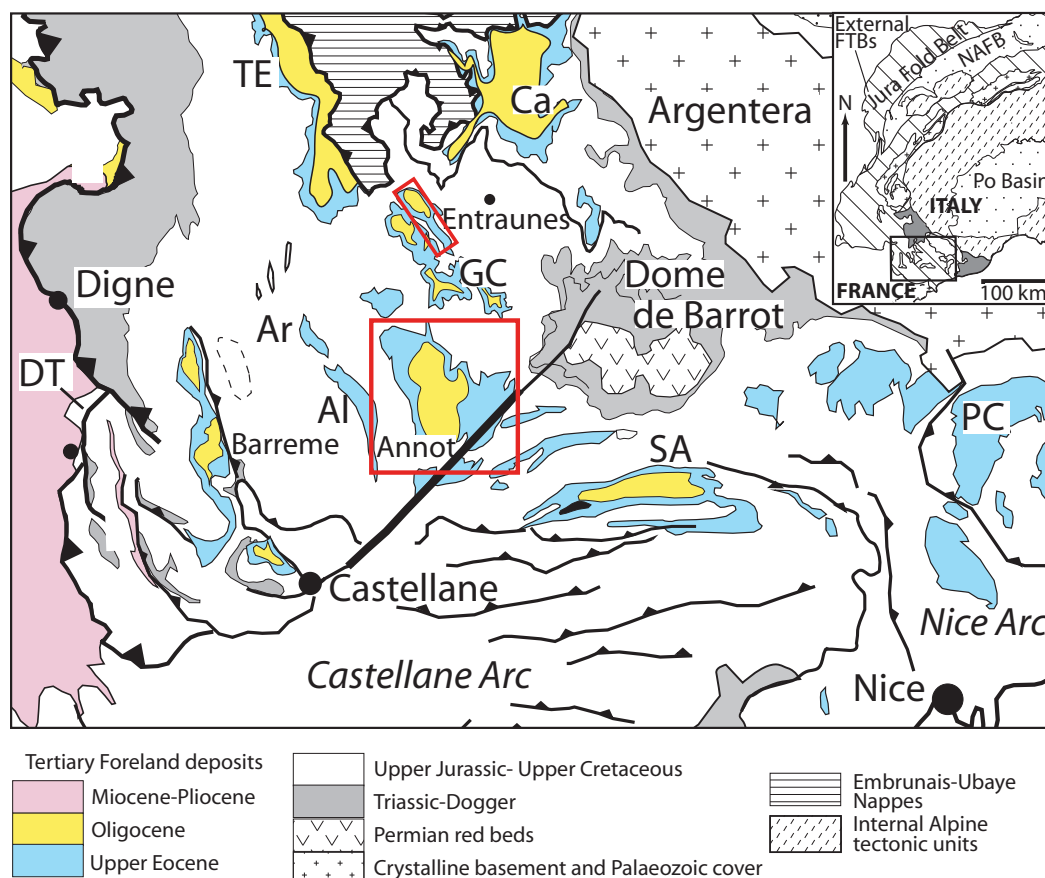 External
FTBs
Jura Fold Belt
NAFB
N
Po Basin
ITALY
FRANCE
100 km
TE
Ca
Argentera
Entraunes
GC
Dome
de Barrot
Digne
Ar
DT
Al
Annot
Barreme
SA
PC
Castellane
Nice Arc
Castellane Arc
Nice
Tertiary Foreland deposits
Miocene-Pliocene
Oligocene
Upper Eocene
Upper Jurassic- Upper Cretaceous
Triassic-Dogger
Permian red beds
Crystalline basement and Palaeozoic cover
Embrunais-Ubaye
Nappes
Internal Alpine
tectonic units